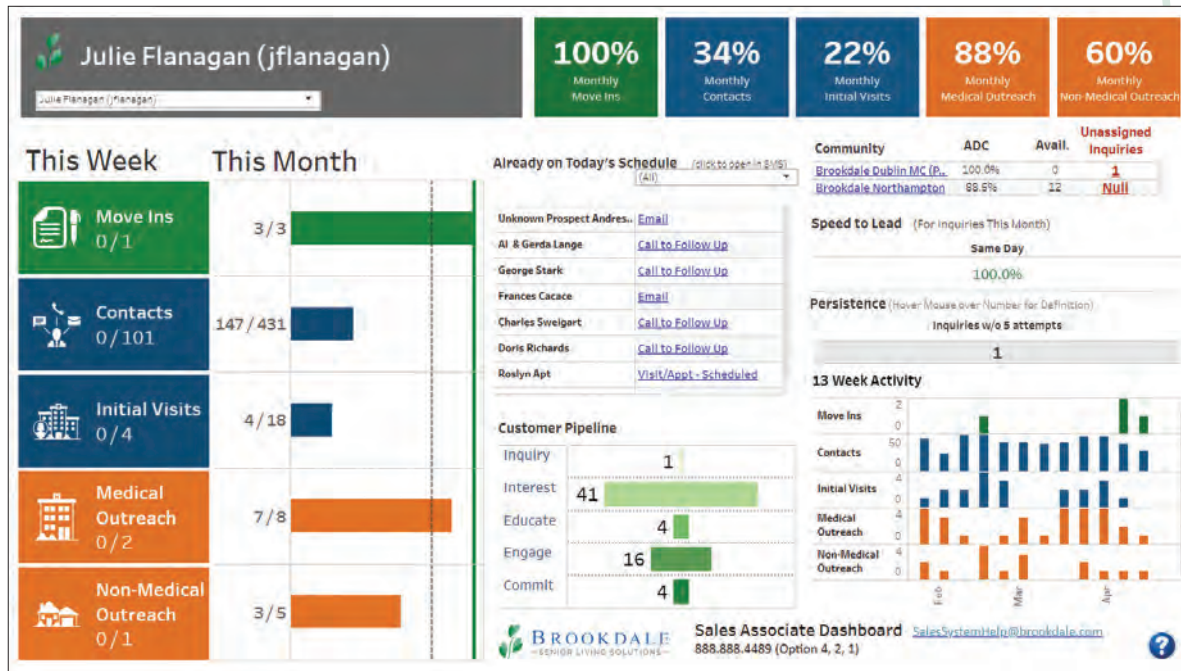 Julie Flanagan (jflanagan)
Julie Flanagan (jflanagan)
100%
Monthly
Move Ins
34%
Monthly
Contacts
22%
Monthly
Initial Visits
88%
Monthly
Medical Outreach
60%
Monthly
Non-Medical Outreach
This Week
This Month
Move Ins
0/1
3/3
Contacts
0/101
147/431
Initial Visits
0/4
4/18
Medical
Outreach
0/2
7/8
Non-Medical
Outreach
0/1
3/5
Already on Today's Schedule (click to open in SMS)
(All)
Unknown Prospect Andres.. Email
Al & Gerda Lange Call to Follow Up
George Stark Call to Follow Up
Frances Cacace Email
Charles Sweigart Call to Follow Up
Doris Richards Call to Follow Up
Roslyn Apt Visit/Appt - Scheduled
Customer Pipeline
Inquiry 1
Interest 41
Educate 4
Engage 16
Commit 4
Community ADC Avail. Unassigned Inquiries
Brookdale Dublin MC (P.. 100.0% 0 1
Brookdale Northampton 88.5% 12 Null
Speed to Lead (For Inquiries This Month)
Same Day
100.0%
Persistence (Hover Mouse over Number for Definition)
Inquiries w/o 5 attempts
1
13 Week Activity
Move Ins 2 0
Contacts 50 0
Initial Visits 4 0
Medical Outreach 4 0
Non-Medical Outreach 4 0
Feb Mar Apr
BROOKDALE
SENIOR LIVING SOLUTIONS
Sales Associate Dashboard SalesSystemHelp@brookdale.com
888.888.4489 (Option 4, 2, 1)
?